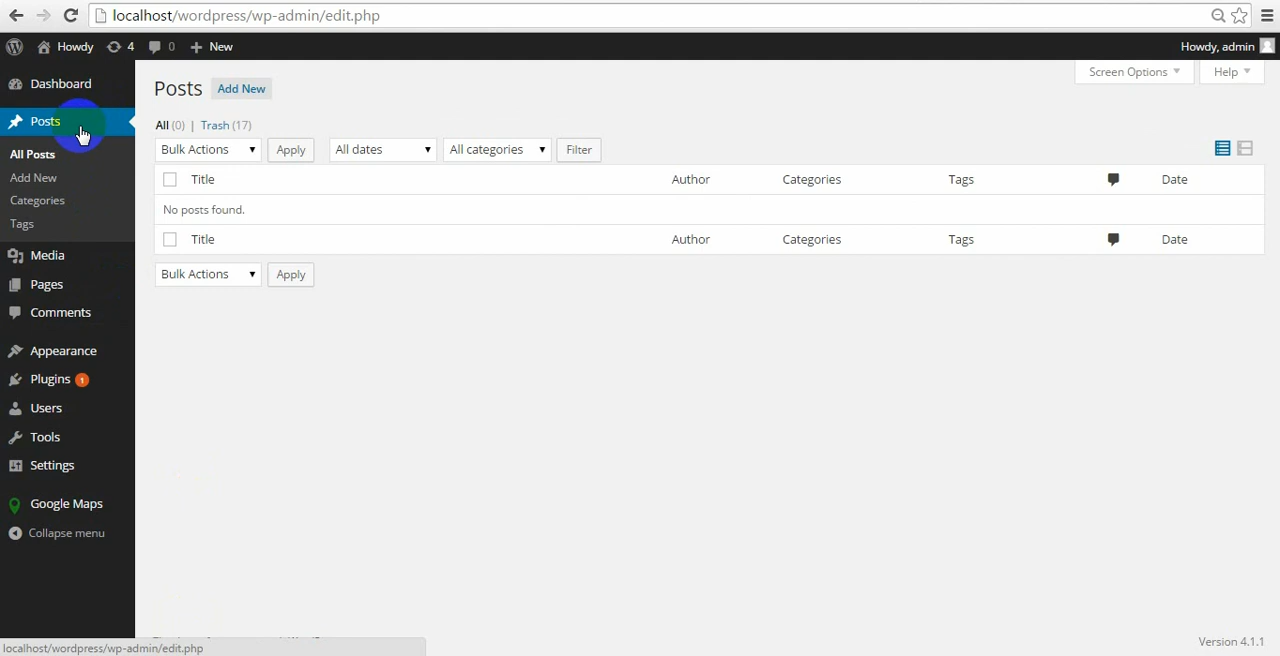 localhost/wordpress/wp-admin/edit.php
Howdy 4 0 New Howdy, admin
Dashboard
Posts
All Posts
Add New
Categories
Tags
Media
Pages
Comments
Appearance
Plugins 1
Users
Tools
Settings
Google Maps
Collapse menu
Screen Options Help
Posts Add New
All (0) | Trash (17)
Bulk Actions Apply All dates All categories Filter
Title Author Categories Tags Date
No posts found.
Title Author Categories Tags Date
Bulk Actions Apply
Version 4.1.1
localhost/wordpress/wp-admin/edit.php